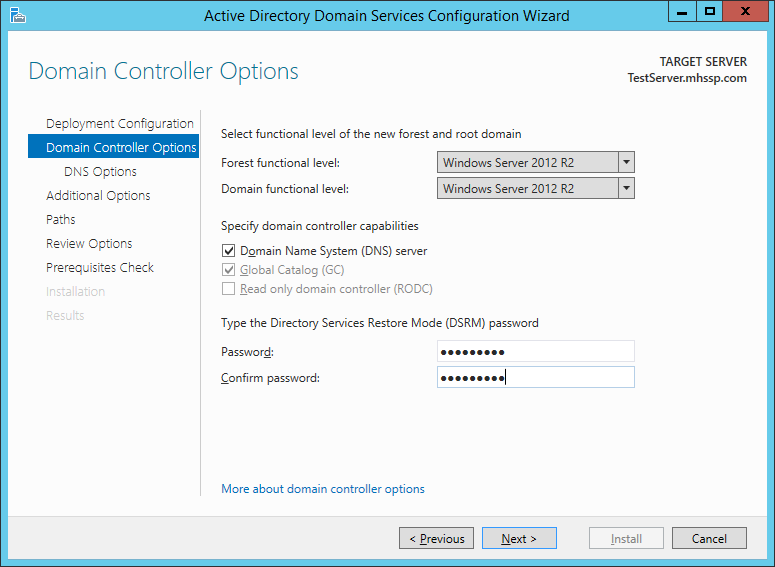 Active Directory Domain Services Configuration Wizard
Domain Controller Options
TARGET SERVER
TestServer.mhssp.com
Deployment Configuration
Domain Controller Options
DNS Options
Additional Options
Paths
Review Options
Prerequisites Check
Installation
Results
Select functional level of the new forest and root domain
Forest functional level: Windows Server 2012 R2
Domain functional level: Windows Server 2012 R2
Specify domain controller capabilities
Domain Name System (DNS) server
Global Catalog (GC)
Read only domain controller (RODC)
Type the Directory Services Restore Mode (DSRM) password
Password: ●●●●●●●●●
Confirm password: ●●●●●●●●●
More about domain controller options
< Previous Next > Install Cancel